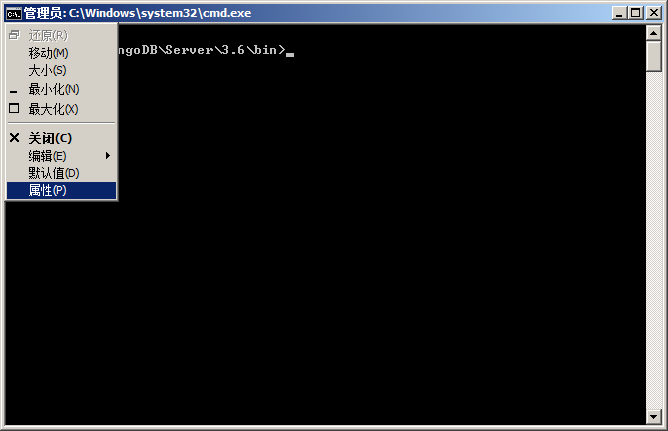 管理员: C:\Windows\system32\cmd.exe
还原(R)
移动(M)
大小(S)
最小化(N)
最大化(X)
关闭(C)
编辑(E)
默认值(D)
属性(P)
ngoDB\Server\3.6\bin>